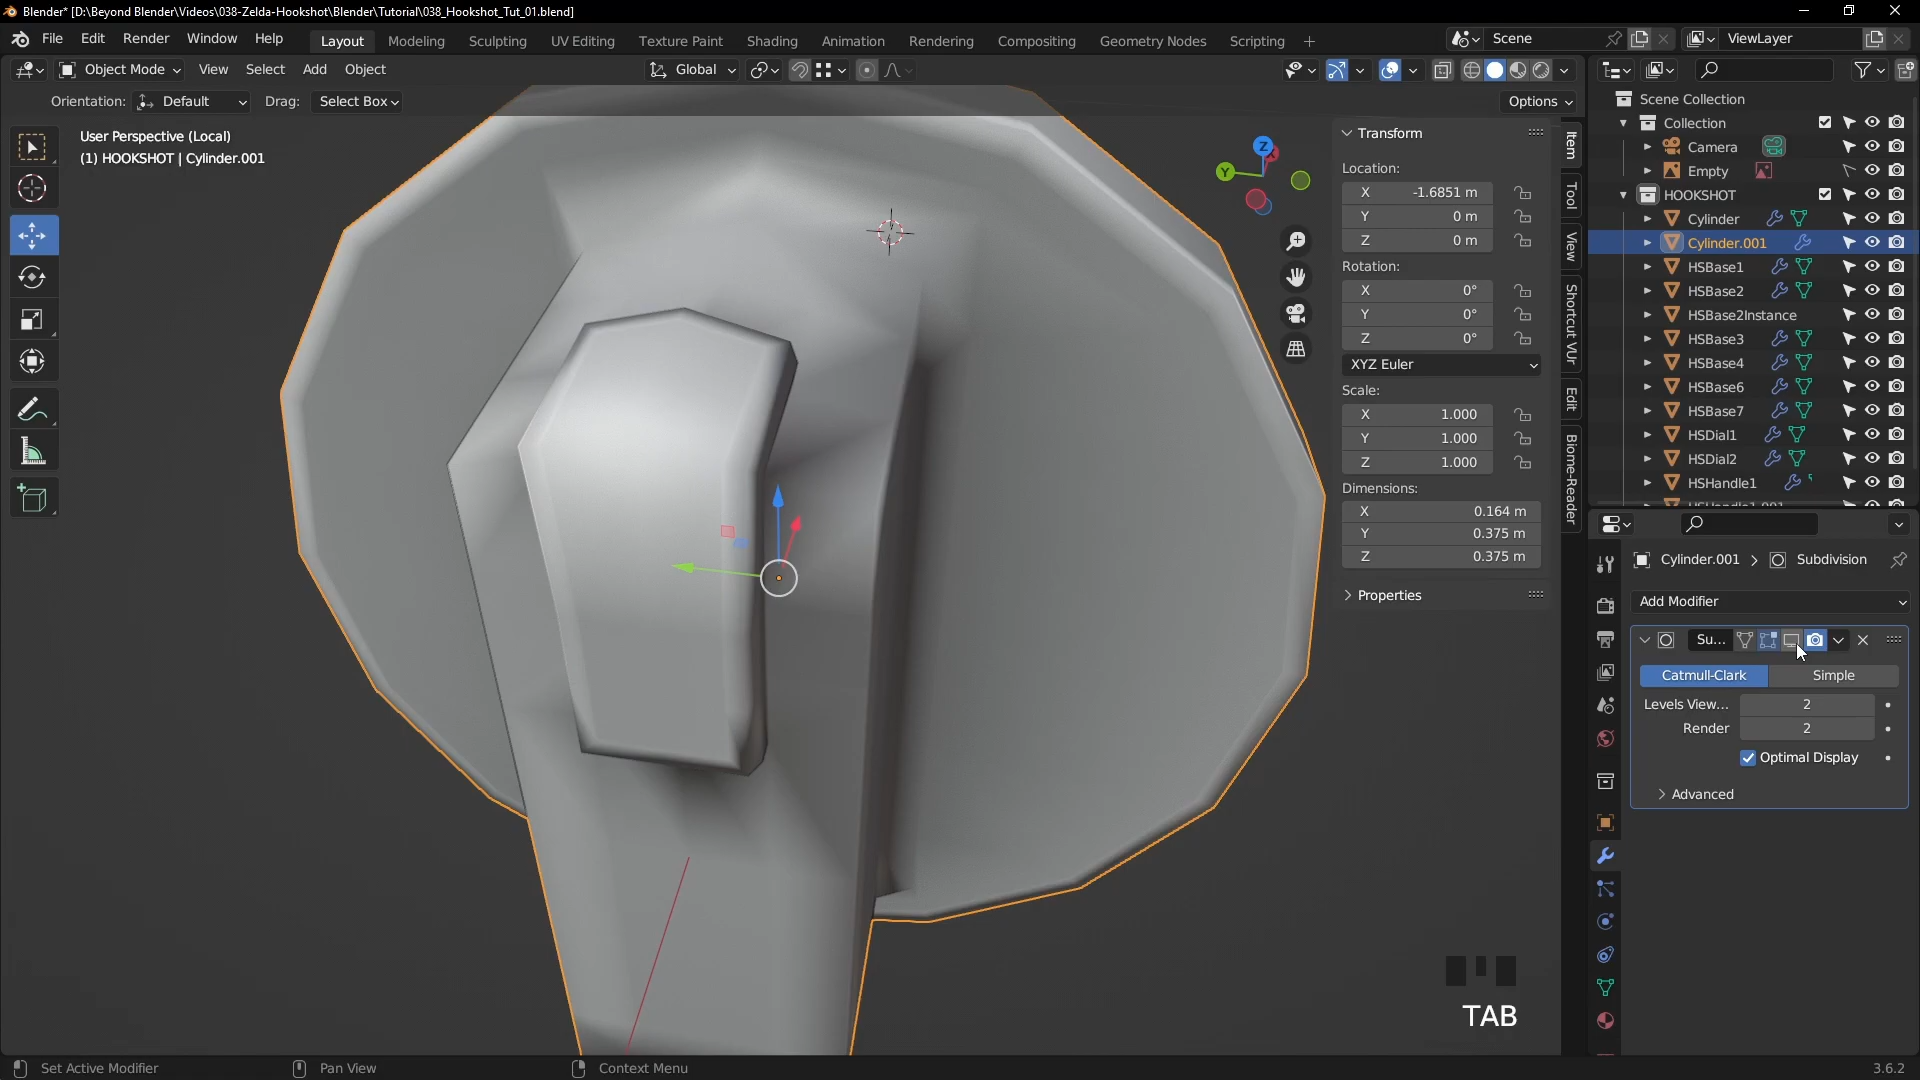 Blender* [D:\Beyond Blender\Videos\038-Zelda-Hookshot\Blender\Tutorial\038_Hookshot_Tut_01.blend]
File Edit Render Window Help
Layout Modeling Sculpting UV Editing Texture Paint Shading Animation Rendering Compositing Geometry Nodes Scripting
Scene
ViewLayer
Object Mode View Select Add Object
Global
Orientation: Default Drag: Select Box
Options
User Perspective (Local)
(1) HOOKSHOT | Cylinder.001
Z
Y
Transform
Location:
X -1.6851 m
Y 0 m
Z 0 m
Rotation:
X 0°
Y 0°
Z 0°
XYZ Euler
Scale:
X 1.000
Y 1.000
Z 1.000
Dimensions:
X 0.164 m
Y 0.375 m
Z 0.375 m
Properties
Item
Tool
View
Shortcut VUr
Edit
Biome-Reader
Scene Collection
Collection
Camera
Empty
HOOKSHOT
Cylinder
Cylinder.001
HSBase1
HSBase2
HSBase2Instance
HSBase3
HSBase4
HSBase6
HSBase7
HSDial1
HSDial2
HSHandle1
Cylinder.001 > Subdivision
Add Modifier
Su...
Catmull-Clark Simple
Levels View... 2
Render 2
Optimal Display
Advanced
TAB
Set Active Modifier Pan View Context Menu 3.6.2